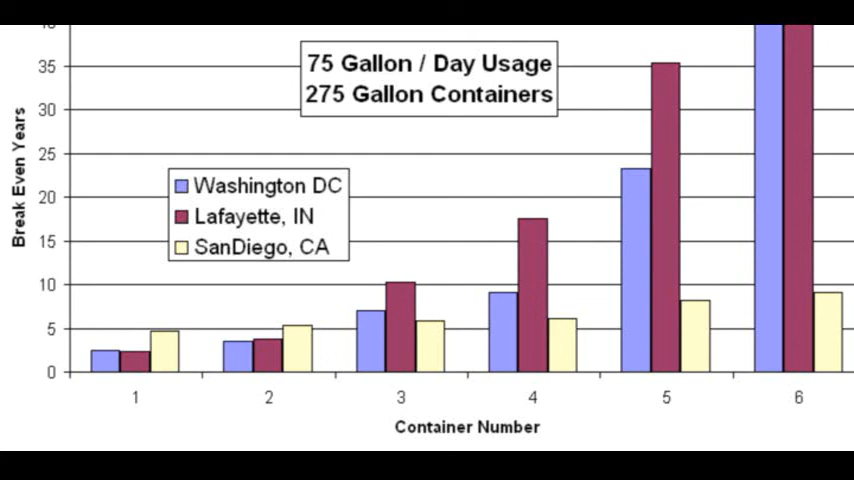 75 Gallon / Day Usage
275 Gallon Containers
35
30
25
20
15
10
5
0
Break Even Years
Washington DC
Lafayette, IN
SanDiego, CA
1 2 3 4 5 6
Container Number